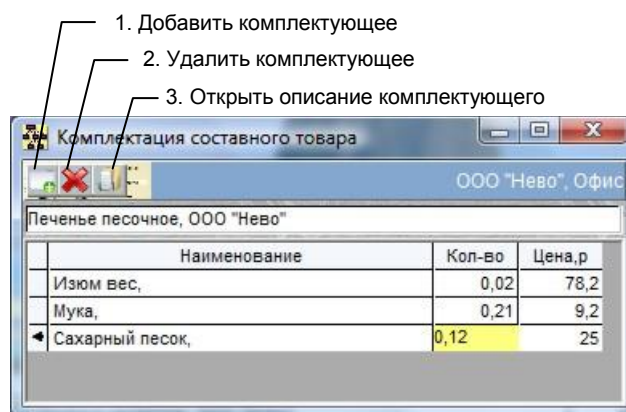 1. Добавить комплектующее
2. Удалить комплектующее
3. Открыть описание комплектующего
Комплектация составного товара
ООО "Нево", Офис
Печенье песочное, ООО "Нево"
Наименование Кол-во Цена,р
Изюм вес, 0,02 78,2
Мука, 0,21 9,2
Сахарный песок, 0,12 25